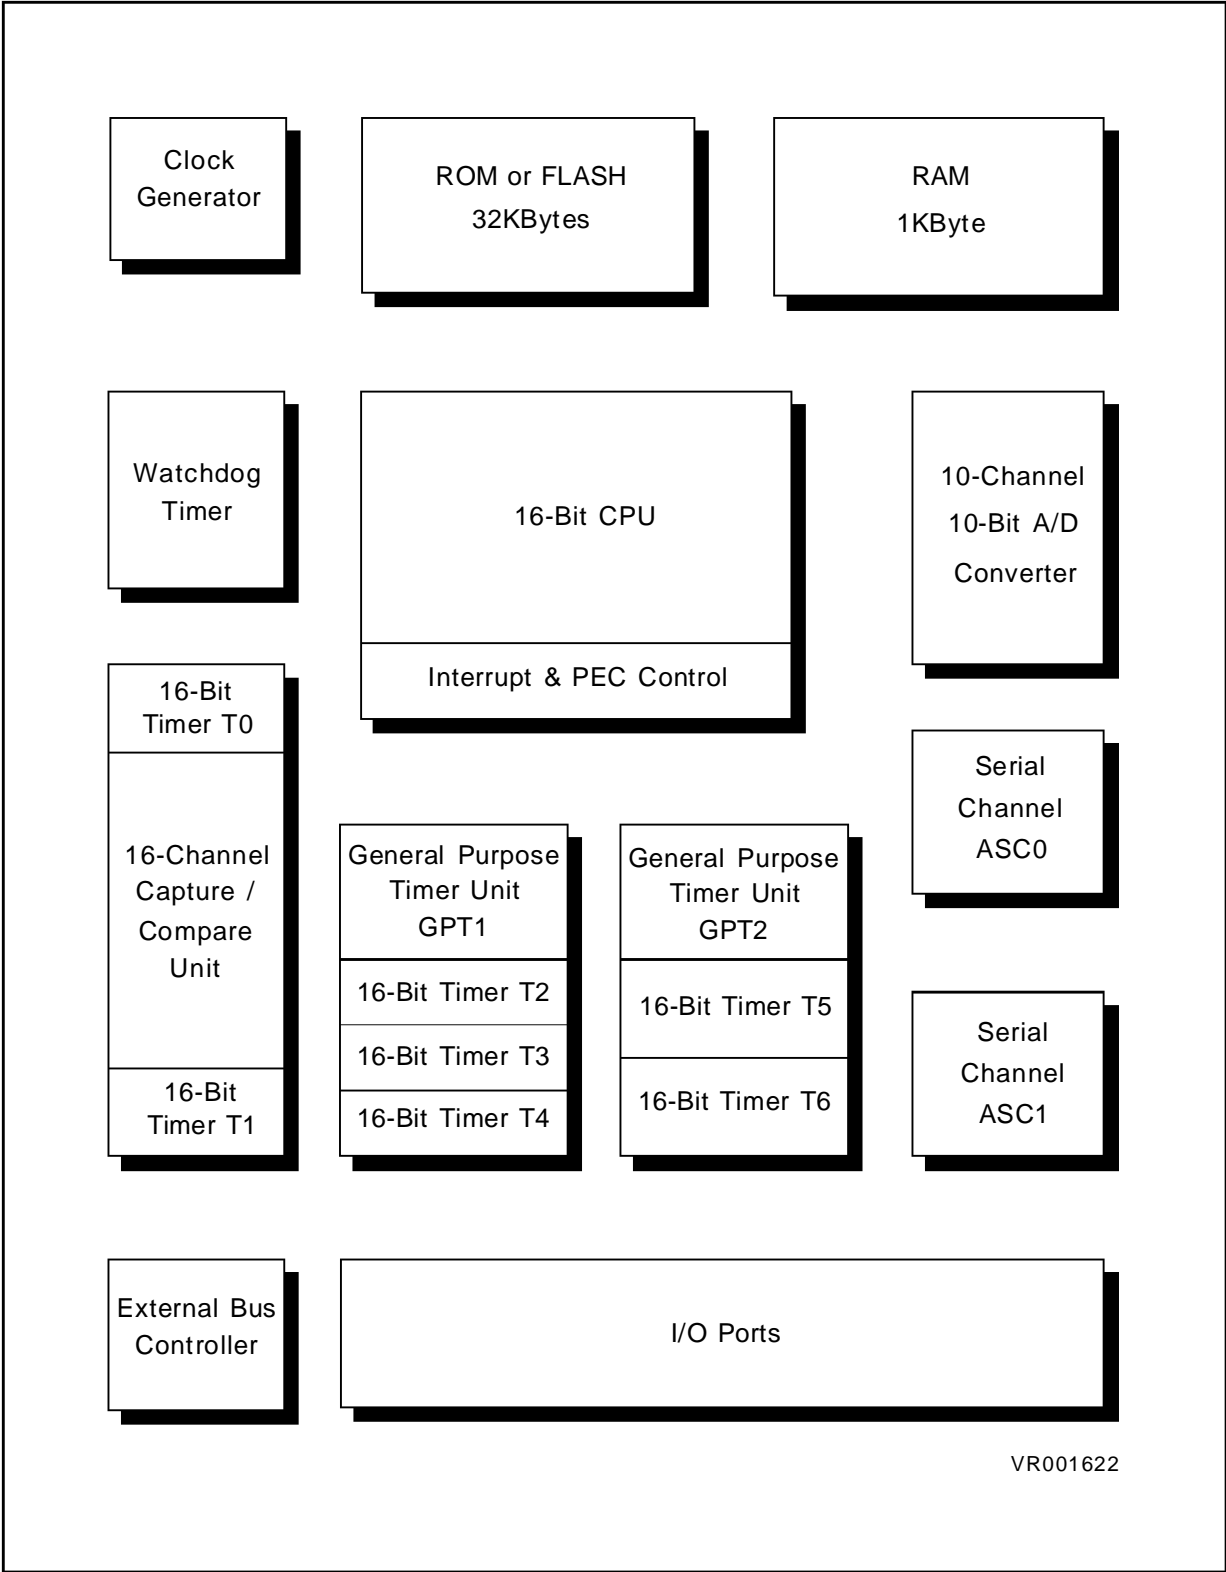 Clock
Generator
ROM or FLASH
32KBytes
RAM
1KByte
Watchdog
Timer
16-Bit CPU
Interrupt & PEC Control
10-Channel
10-Bit A/D
Converter
16-Bit
Timer T0
16-Channel
Capture /
Compare
Unit
16-Bit
Timer T1
General Purpose
Timer Unit
GPT1
16-Bit Timer T2
16-Bit Timer T3
16-Bit Timer T4
General Purpose
Timer Unit
GPT2
16-Bit Timer T5
16-Bit Timer T6
Serial
Channel
ASC0
Serial
Channel
ASC1
External Bus
Controller
I/O Ports
VR001622